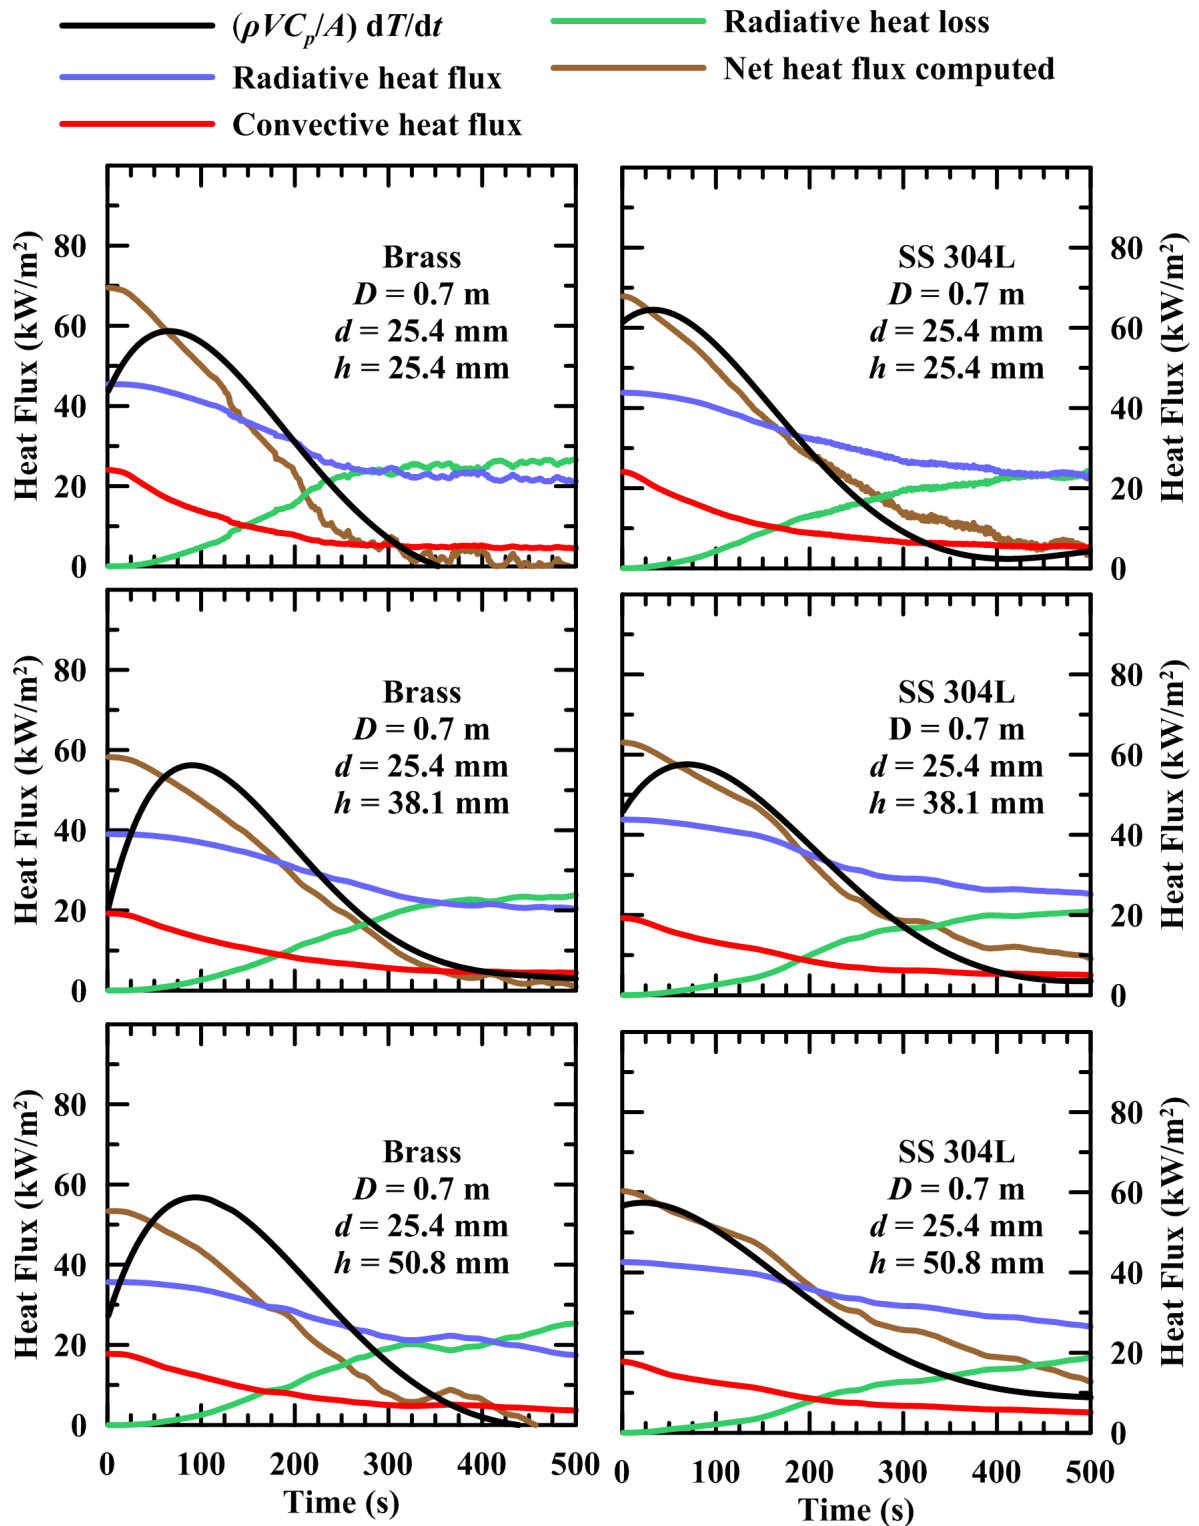 (ρVCp/A) dT/dt
Radiative heat flux
Convective heat flux
Radiative heat loss
Net heat flux computed
Heat Flux (kW/m²)
80
60
40
20
0
Brass
D = 0.7 m
d = 25.4 mm
h = 25.4 mm
SS 304L
D = 0.7 m
d = 25.4 mm
h = 25.4 mm
80
60
40
20
0
Heat Flux (kW/m²)
Heat Flux (kW/m²)
80
60
40
20
0
Brass
D = 0.7 m
d = 25.4 mm
h = 38.1 mm
SS 304L
D = 0.7 m
d = 25.4 mm
h = 38.1 mm
80
60
40
20
0
Heat Flux (kW/m²)
Heat Flux (kW/m²)
80
60
40
20
0
Brass
D = 0.7 m
d = 25.4 mm
h = 50.8 mm
0 100 200 300 400 500
Time (s)
SS 304L
D = 0.7 m
d = 25.4 mm
h = 50.8 mm
80
60
40
20
0
Heat Flux (kW/m²)
0 100 200 300 400 500
Time (s)